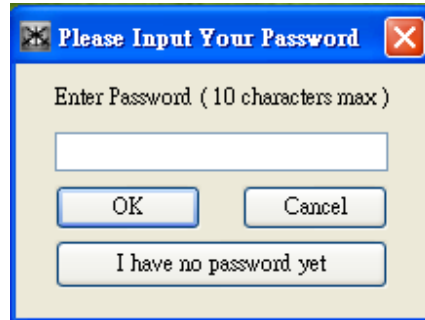 Please Input Your Password
Enter Password ( 10 characters max )
OK
Cancel
I have no password yet